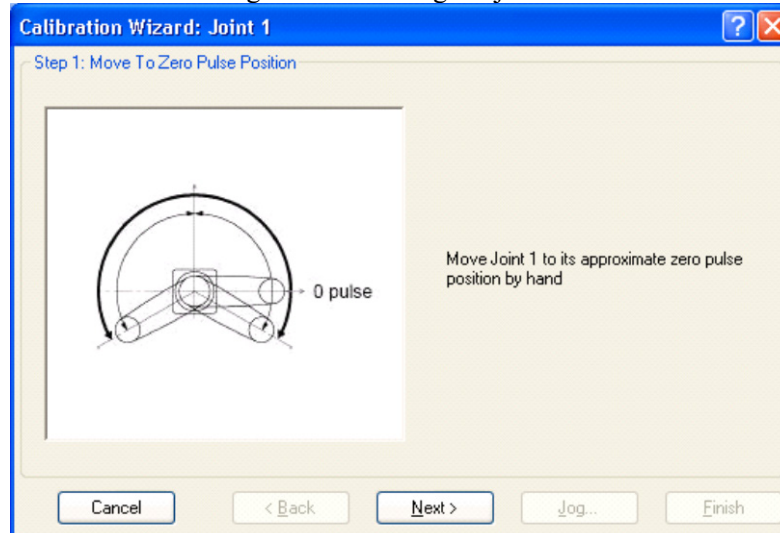 Calibration Wizard: Joint 1
Step 1: Move To Zero Pulse Position
0 pulse
Move Joint 1 to its approximate zero pulse
position by hand
Cancel
< Back
Next >
Jog...
Finish